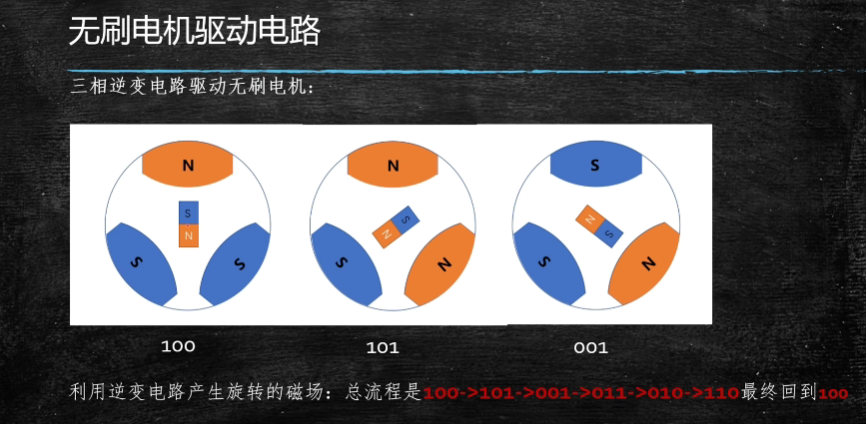 无刷电机驱动电路
三相逆变电路驱动无刷电机：
N N S
S S S
N N N
S S S N S N
100 101 001
利用逆变电路产生旋转的磁场：总流程是100->101->001->011->010->110最终回到100